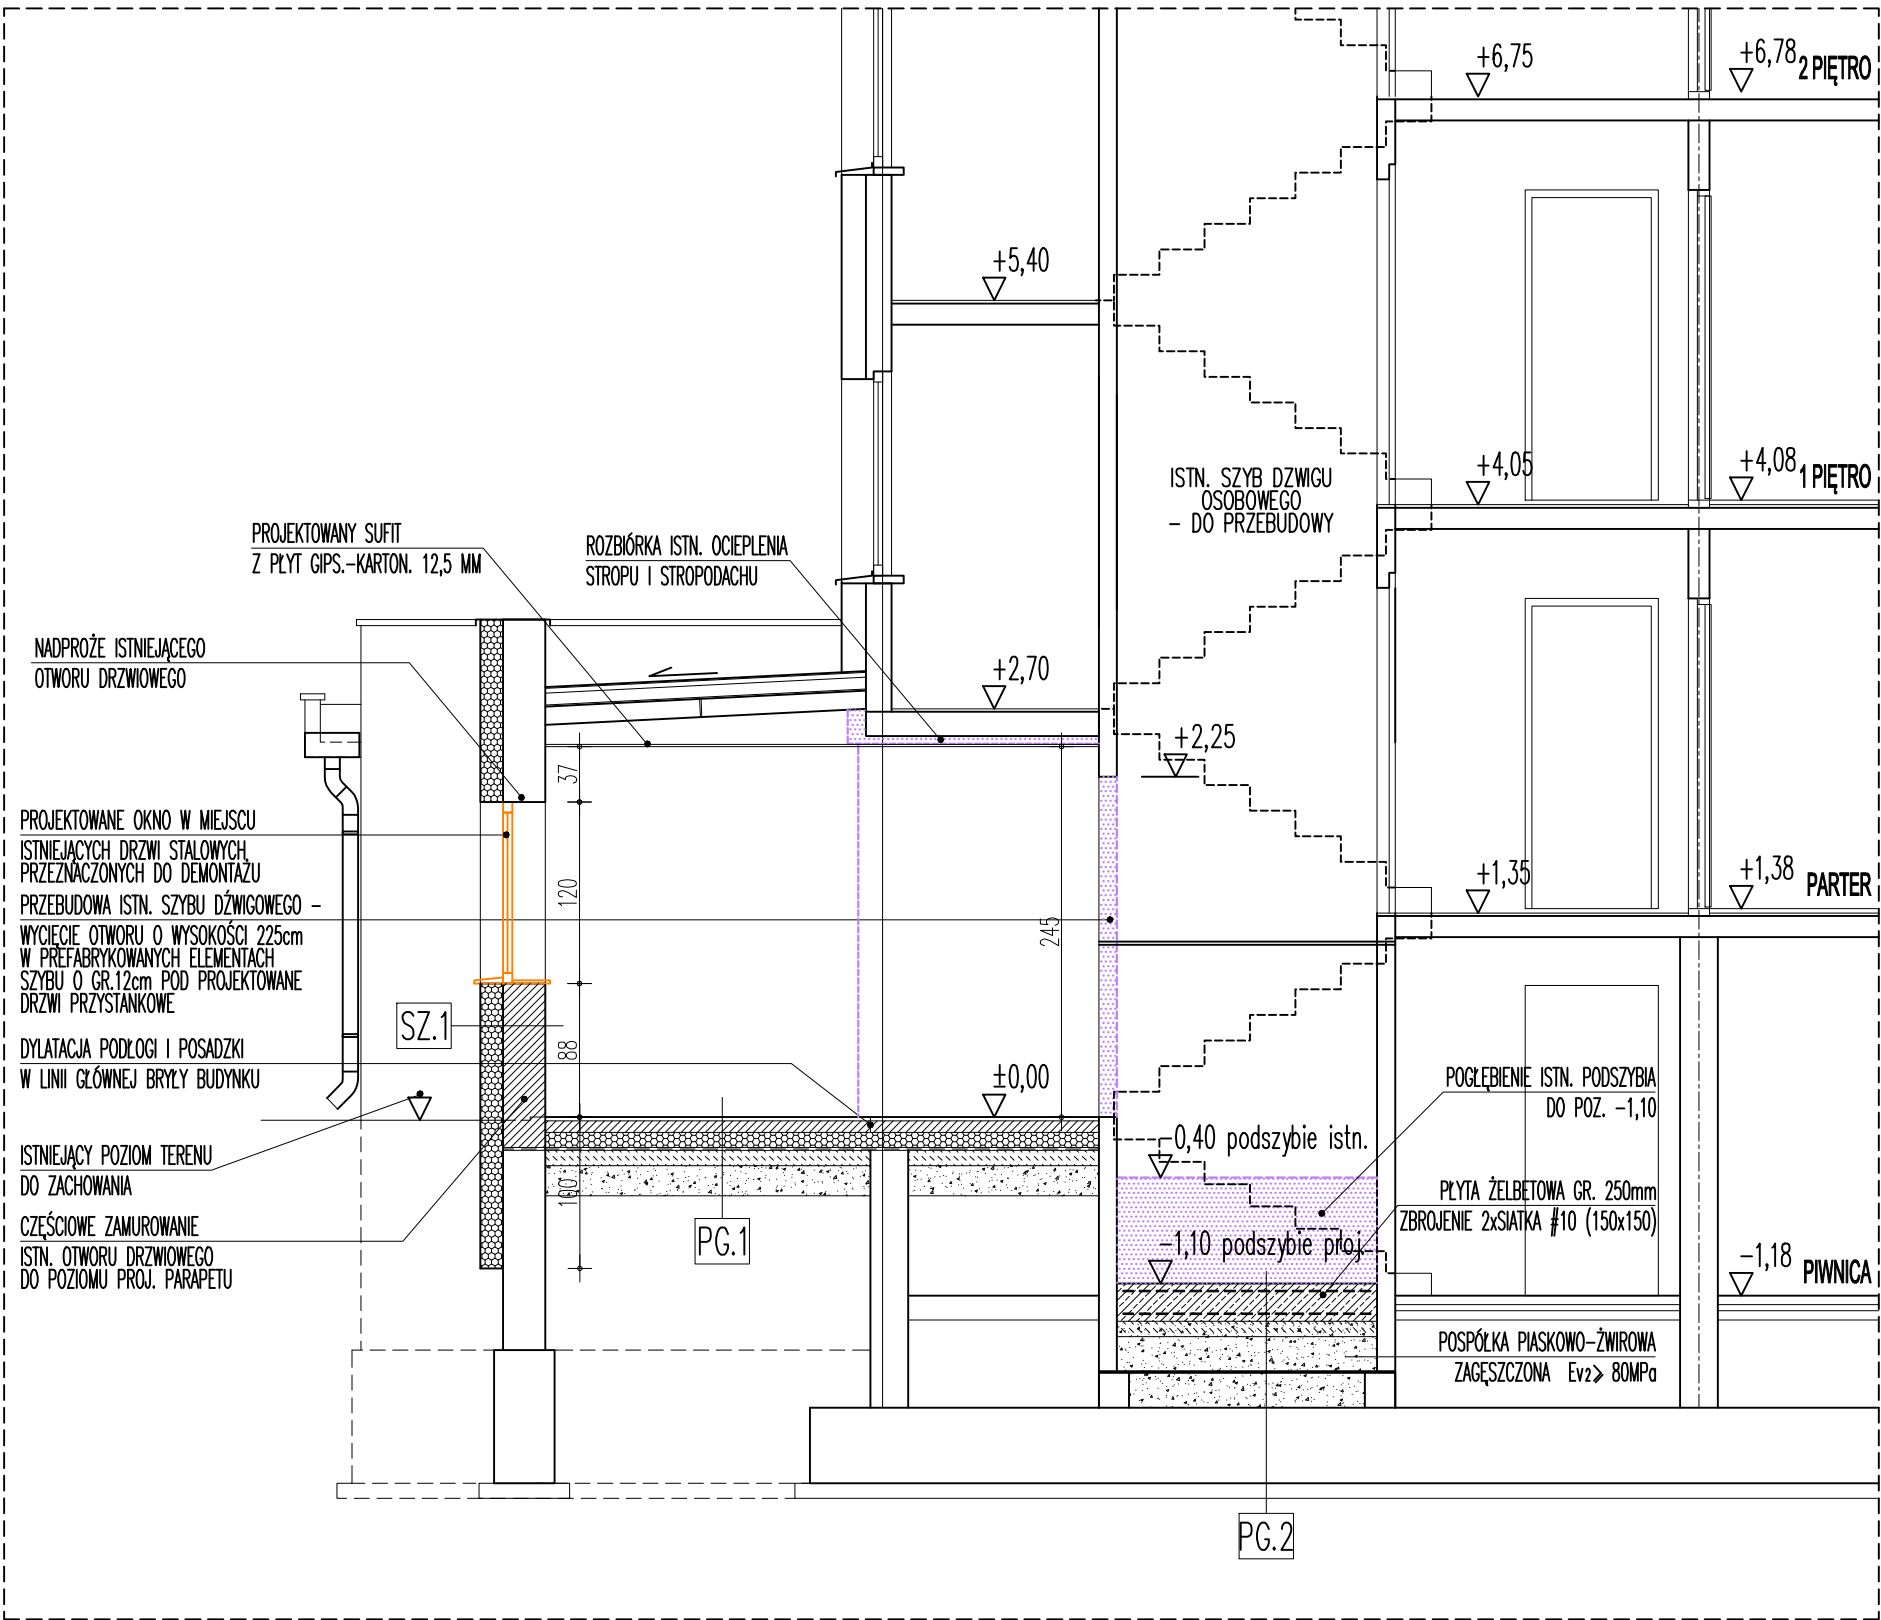 +6,75
+6,78
2 PIĘTRO
+5,40
+4,05
+4,08
1 PIĘTRO
ISTN. SZYB DZWIGU
OSOBOWEGO
- DO PRZEBUDOWY
PROJEKTOWANY SUFIT
Z PŁYT GIPS.-KARTON. 12,5 MM
ROZBIÓRKA ISTN. OCIEPLENIA
STROPU I STROPODACHU
NADPROŻE ISTNIEJĄCEGO
OTWORU DRZWIOWEGO
+2,70
+2,25
37
PROJEKTOWANE OKNO W MIEJSCU
ISTNIEJĄCYCH DRZWI STALOWYCH,
PRZEZNACZONYCH DO DEMONTAŻU
120
+1,35
+1,38
PARTER
PRZEBUDOWA ISTN. SZYBU DŹWIGOWEGO -
WYCIĘCIE OTWORU O WYSOKOŚCI 225cm
W PREFABRYKOWANYCH ELEMENTACH
SZYBU O GR.12cm POD PROJEKTOWANE
DRZWI PRZYSTANKOWE
245
SZ.1
88
DYLATACJA PODŁOGI I POSADZKI
W LINII GŁÓWNEJ BRYŁY BUDYNKU
±0,00
POGŁĘBIENIE ISTN. PODSZYBIA
DO POZ. -1,10
-0,40 podszybie istn.
ISTNIEJĄCY POZIOM TERENU
DO ZACHOWANIA
100
PŁYTA ŻELBETOWA GR. 250mm
ZBROJENIE 2xSIATKA #10 (150x150)
CZĘŚCIOWE ZAMUROWANIE
ISTN. OTWORU DRZWIOWEGO
DO POZIOMU PROJ. PARAPETU
PG.1
-1,10 podszybie proj.
-1,18
PIWNICA
POSPÓŁKA PIASKOWO-ŻWIROWA
ZAGĘSZCZONA Ev2≥ 80MPa
PG.2